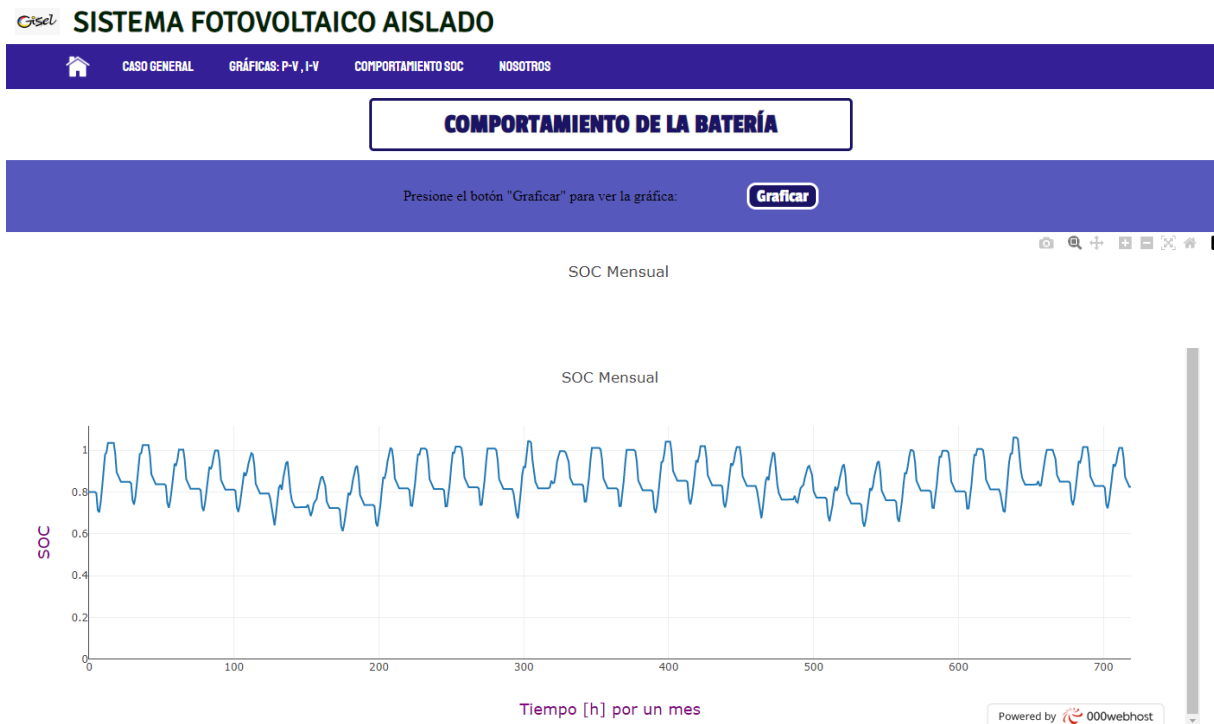 Gisel SISTEMA FOTOVOLTAICO AISLADO
CASO GENERAL GRÁFICAS: P-V , I-V COMPORTAMIENTO SOC NOSOTROS
COMPORTAMIENTO DE LA BATERÍA
Presione el botón "Graficar" para ver la gráfica: Graficar
SOC Mensual
SOC Mensual
1
0.8
0.6
SOC
0.4
0.2
0
0 100 200 300 400 500 600 700
Tiempo [h] por un mes
Powered by 000webhost